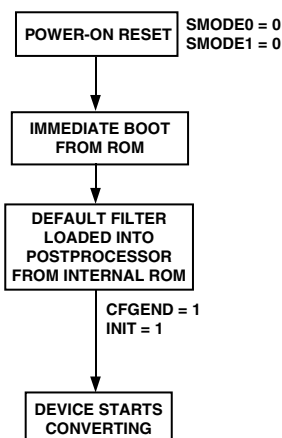 POWER-ON RESET
SMODE0 = 0
SMODE1 = 0
IMMEDIATE BOOT
FROM ROM
DEFAULT FILTER
LOADED INTO
POSTPROCESSOR
FROM INTERNAL ROM
CFGEND = 1
INIT = 1
DEVICE STARTS
CONVERTING